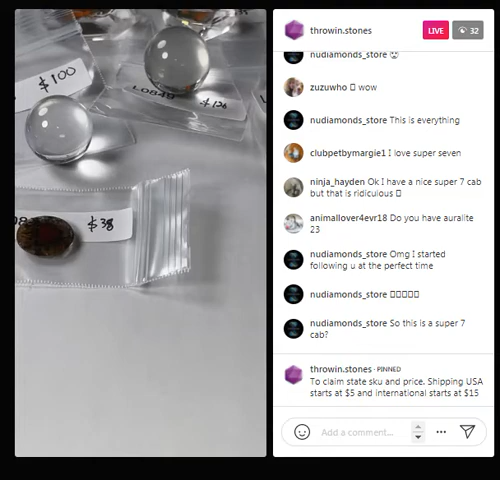 $100
L0849
$126
$38
throwin.stones
LIVE
32
nudiamonds_store
zuzuwho wow
nudiamonds_store This is everything
clubpetbymargie1 I love super seven
ninja_hayden Ok I have a nice super 7 cab
but that is ridiculous
animallover4evr18 Do you have auralite
23
nudiamonds_store Omg I started
following u at the perfect time
nudiamonds_store
nudiamonds_store So this is a super 7
cab?
throwin.stones · PINNED
To claim state sku and price. Shipping USA
starts at $5 and international starts at $15
Add a comment...